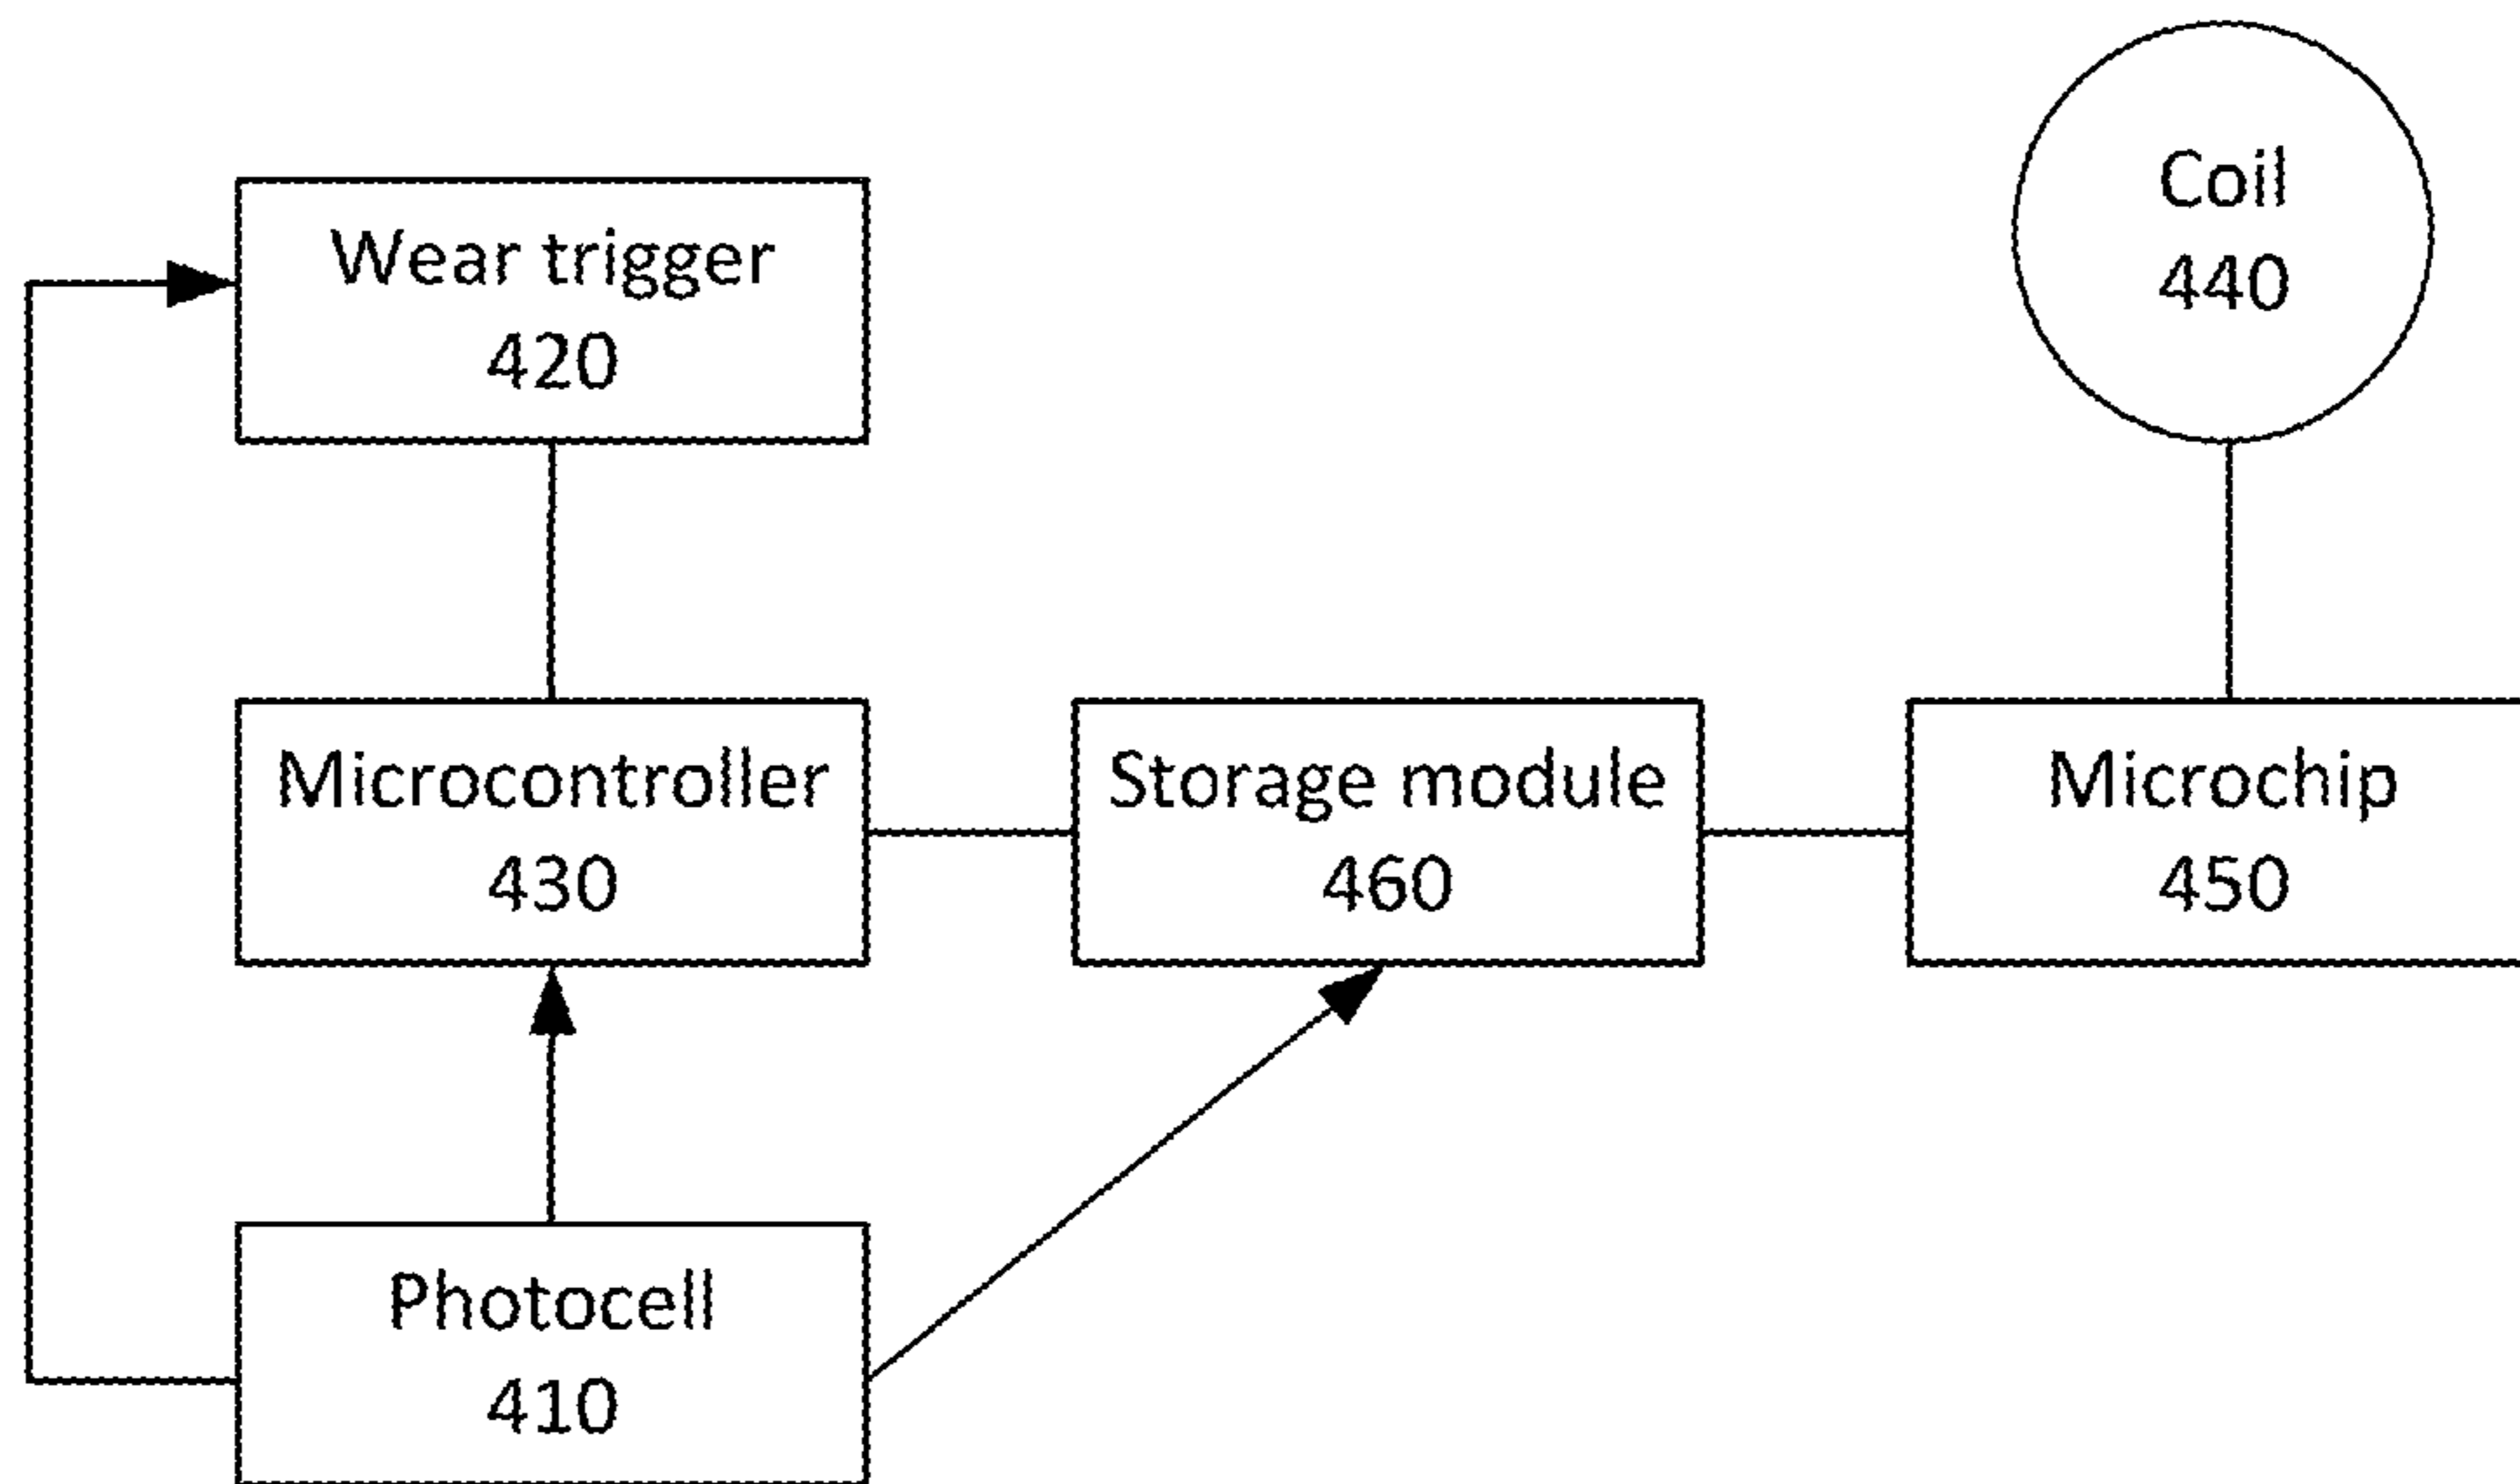 Coil
440
Wear trigger
420
Microcontroller
430
Storage module
460
Microchip
450
Photocell
410